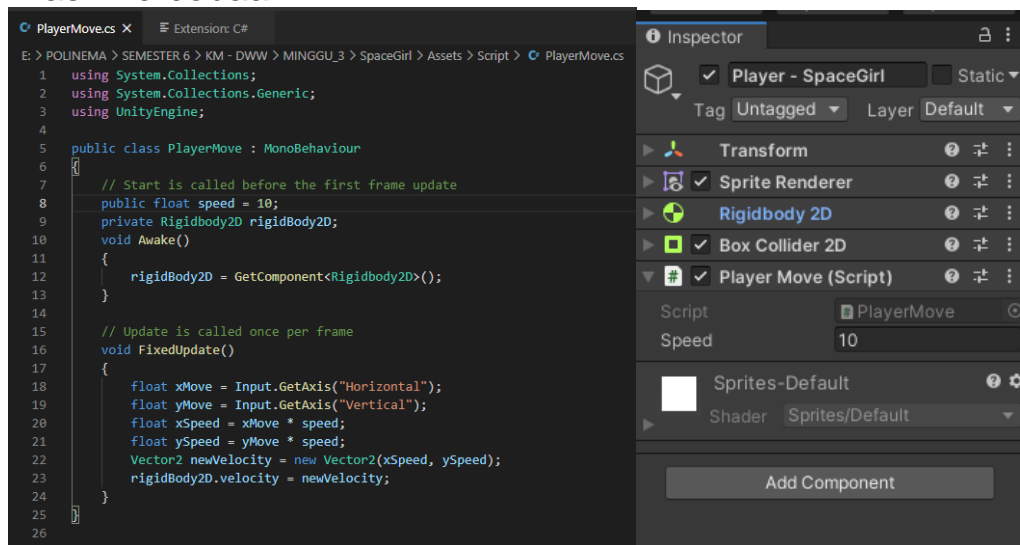 PlayerMove.cs
Extension: C#
E: > POLINEMA > SEMESTER 6 > KM - DWW > MINGGU_3 > SpaceGirl > Assets > Script > PlayerMove.cs
1 using System.Collections;
2 using System.Collections.Generic;
3 using UnityEngine;
4
5 public class PlayerMove : MonoBehaviour
6 {
7 // Start is called before the first frame update
8 public float speed = 10;
9 private Rigidbody2D rigidBody2D;
10 void Awake()
11 {
12 rigidBody2D = GetComponent<Rigidbody2D>();
13 }
14
15 // Update is called once per frame
16 void FixedUpdate()
17 {
18 float xMove = Input.GetAxis("Horizontal");
19 float yMove = Input.GetAxis("Vertical");
20 float xSpeed = xMove * speed;
21 float ySpeed = yMove * speed;
22 Vector2 newVelocity = new Vector2(xSpeed, ySpeed);
23 rigidBody2D.velocity = newVelocity;
24 }
25 }
26
Inspector
Player - SpaceGirl Static
Tag Untagged Layer Default
Transform
Sprite Renderer
Rigidbody 2D
Box Collider 2D
# Player Move (Script)
Script # PlayerMove
Speed 10
Sprites-Default
Shader Sprites/Default
Add Component